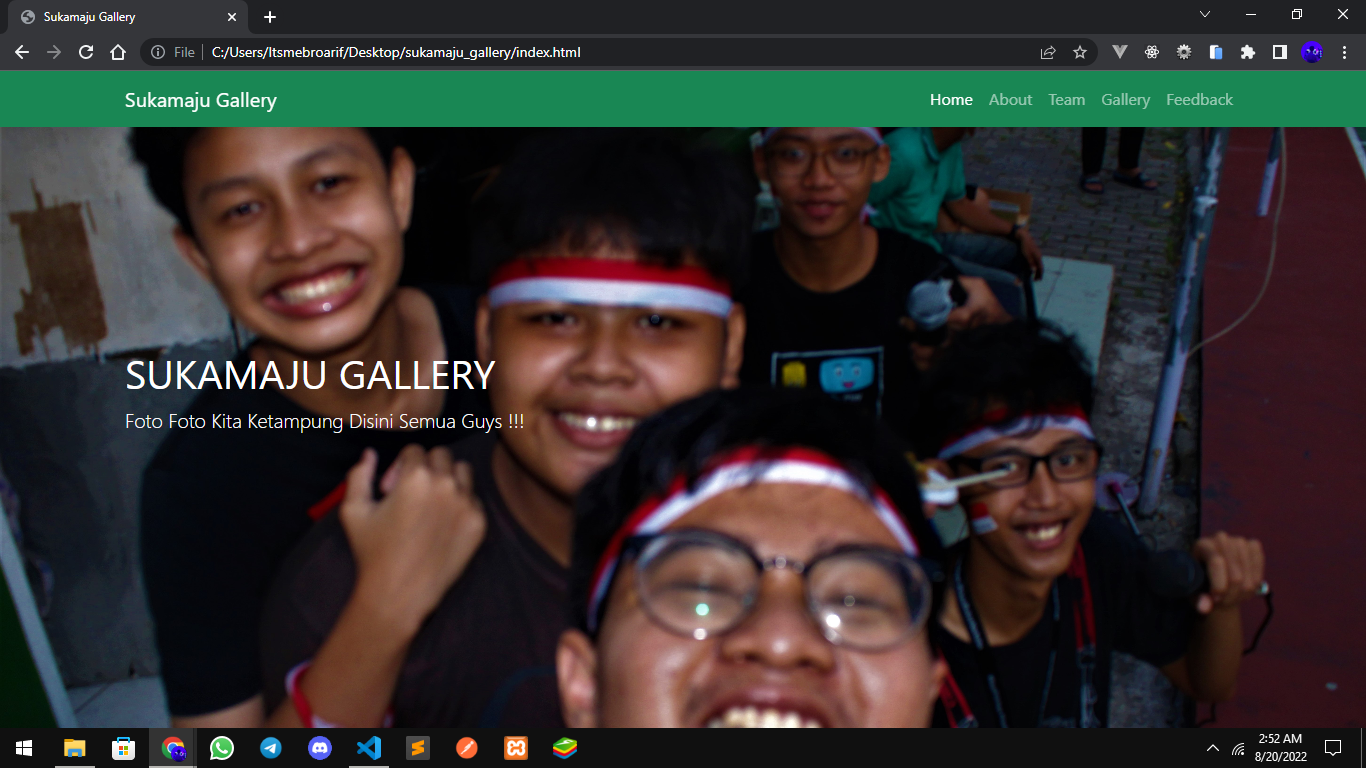 Sukamaju Gallery
File
C:/Users/Itsmebroarif/Desktop/sukamaju_gallery/index.html
Sukamaju Gallery
Home About Team Gallery Feedback
SUKAMAJU GALLERY
Foto Foto Kita Ketampung Disini Semua Guys !!!
2:52 AM
8/20/2022